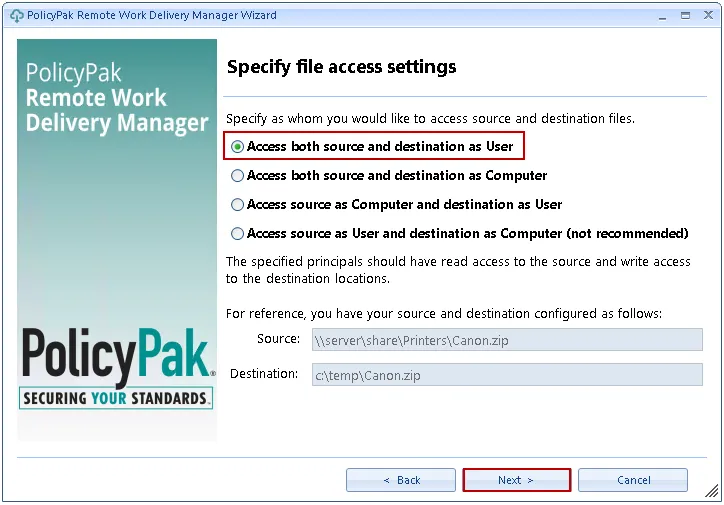 PolicyPak Remote Work Delivery Manager Wizard
PolicyPak
Remote Work
Delivery Manager
Specify file access settings
Specify as whom you would like to access source and destination files.
Access both source and destination as User
Access both source and destination as Computer
Access source as Computer and destination as User
Access source as User and destination as Computer (not recommended)
The specified principals should have read access to the source and write access
to the destination locations.
For reference, you have your source and destination configured as follows:
Source: \\server\share\Printers\Canon.zip
Destination: c:\temp\Canon.zip
PolicyPak®
SECURING YOUR STANDARDS™
< Back
Next >
Cancel